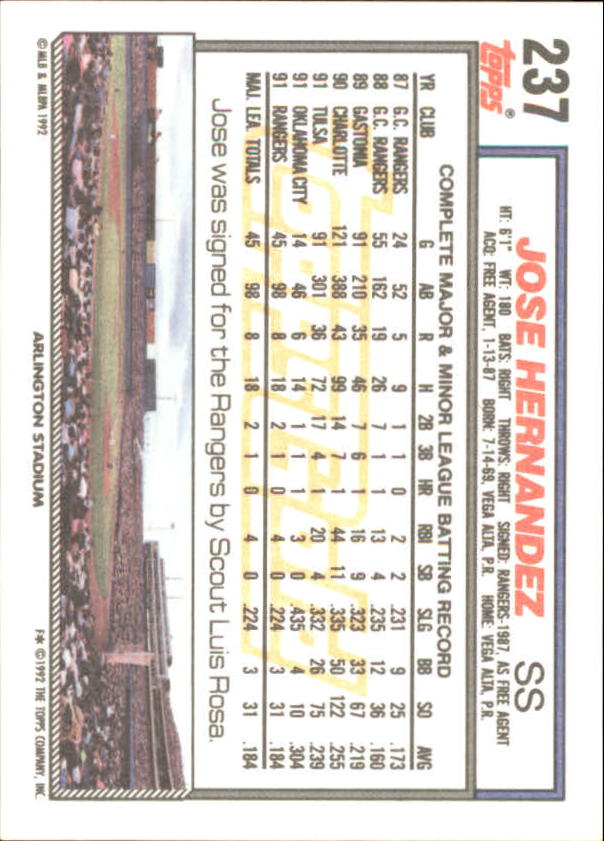 237
Topps®
JOSE HERNANDEZ SS
HT: 6'1" WT: 180 BATS: RIGHT THROWS: RIGHT SIGNED: RANGERS-1987, AS FREE AGENT
ACQ: FREE AGENT, 1-13-87 BORN: 7-14-69, VEGA ALTA, P.R. HOME: VEGA ALTA, P.R.
COMPLETE MAJOR & MINOR LEAGUE BATTING RECORD
YR CLUB G AB R H 2B 3B HR RBI SB SLG BB SO AVG
87 G.C. RANGERS 24 52 5 9 1 1 0 2 2 .231 9 25 .173
88 G.C. RANGERS 55 162 19 26 7 1 1 13 4 .235 12 36 .160
89 GASTONIA 91 210 35 46 7 6 1 16 9 .323 33 67 .219
90 CHARLOTTE 121 388 43 99 14 7 1 44 11 .335 50 122 .255
91 TULSA 91 301 36 72 17 4 1 20 4 .332 26 75 .239
91 OKLAHOMA CITY 14 46 6 14 1 1 1 3 0 .435 4 10 .304
91 RANGERS 45 98 8 18 2 1 0 4 0 .224 3 31 .184
MAJ. LEA. TOTALS 45 98 8 18 2 1 0 4 0 .224 3 31 .184
ToppsGold
Jose was signed for the Rangers by Scout Luis Rosa.
© MLB & MLBPA 1992
ARLINGTON STADIUM
F* © 1992 THE TOPPS COMPANY, INC.